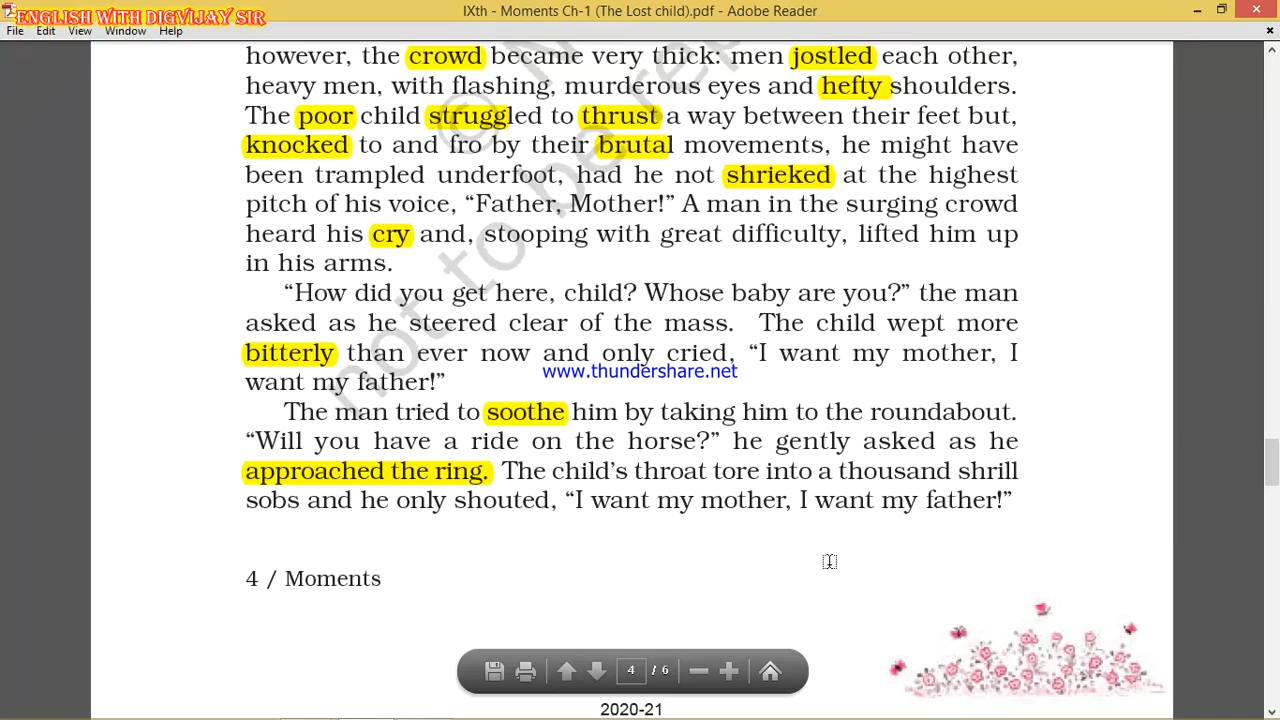 ENGLISH WITH DIGVIJAY SIR
IXth - Moments Ch-1 (The Lost child).pdf - Adobe Reader
File Edit View Window Help
however, the crowd became very thick: men jostled each other,
heavy men, with flashing, murderous eyes and hefty shoulders.
The poor child struggled to thrust a way between their feet but,
knocked to and fro by their brutal movements, he might have
been trampled underfoot, had he not shrieked at the highest
pitch of his voice, “Father, Mother!” A man in the surging crowd
heard his cry and, stooping with great difficulty, lifted him up
in his arms.
“How did you get here, child? Whose baby are you?” the man
asked as he steered clear of the mass. The child wept more
bitterly than ever now and only cried, “I want my mother, I
want my father!”
www.thundershare.net
The man tried to soothe him by taking him to the roundabout.
“Will you have a ride on the horse?” he gently asked as he
approached the ring. The child’s throat tore into a thousand shrill
sobs and he only shouted, “I want my mother, I want my father!”
4 / Moments
4 / 6
2020-21
not to be rep